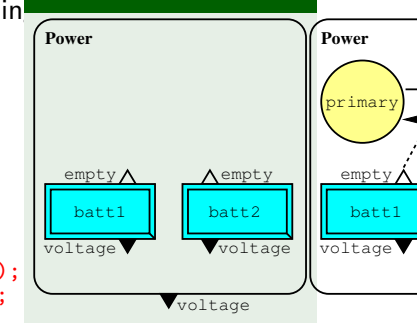 in
Power
Power
primary
empty
empty
empty
batt1
batt2
batt1
voltage
voltage
voltage
);
;
voltage